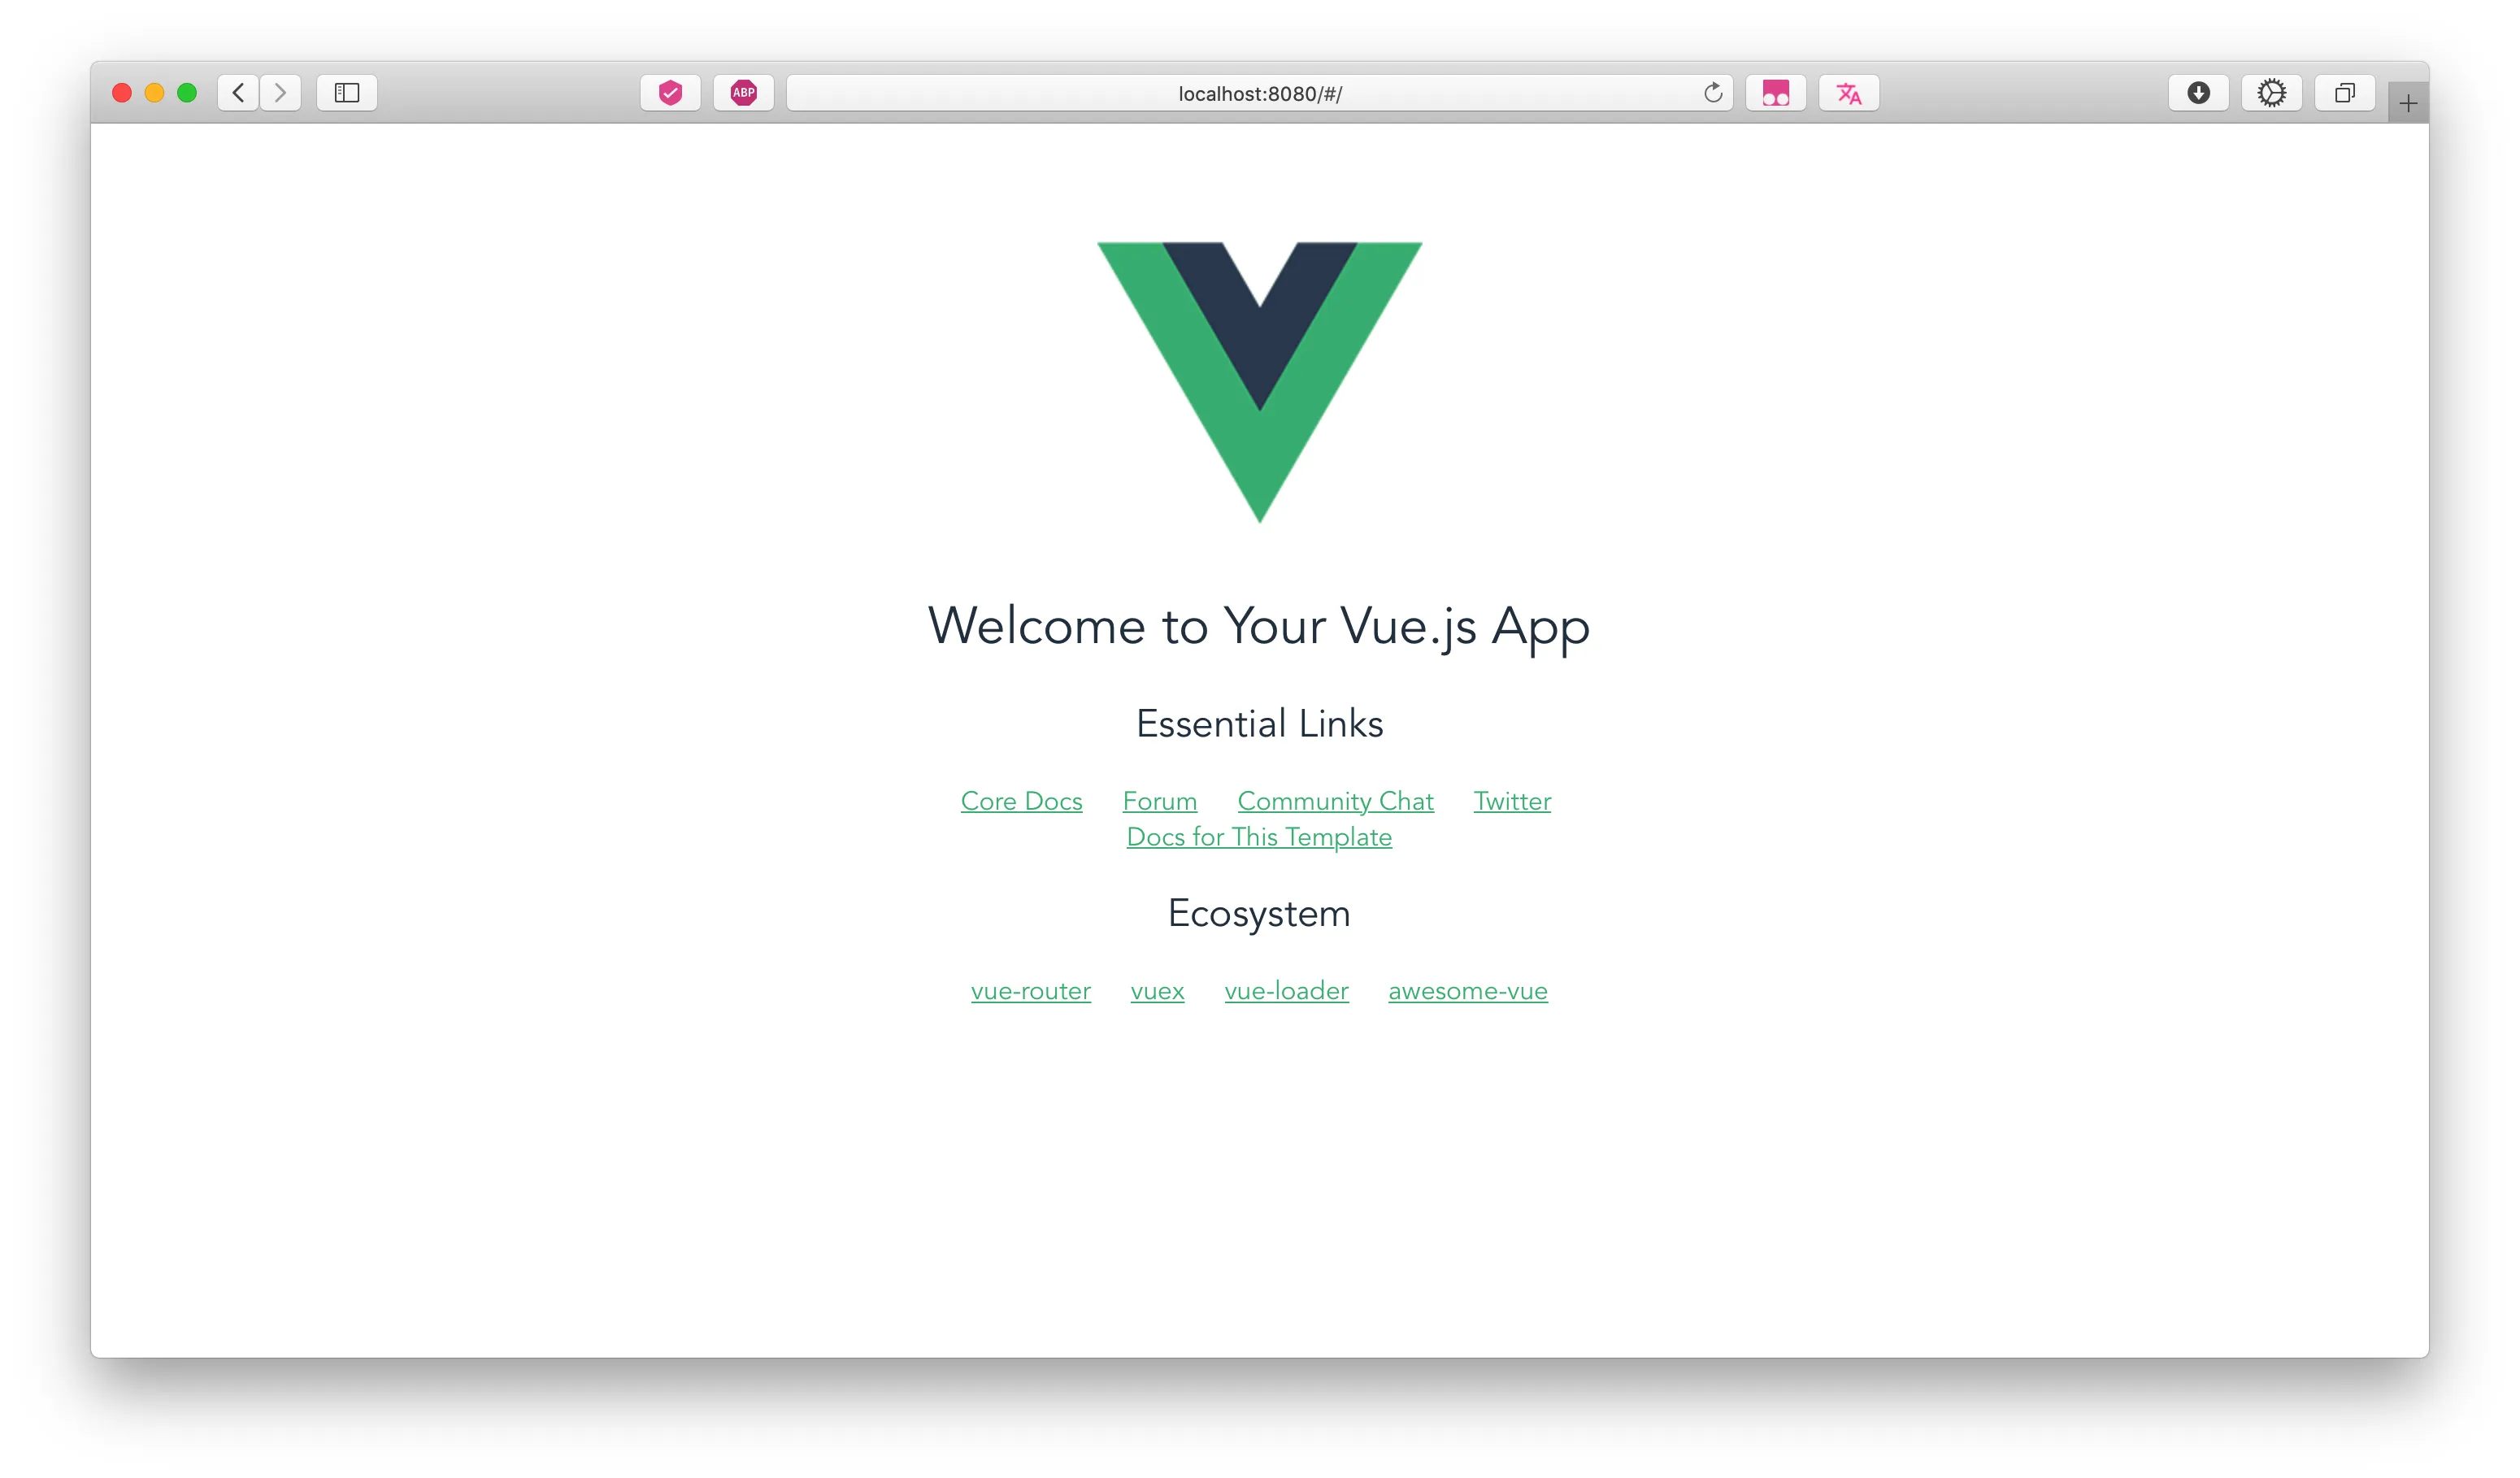 ABP
localhost:8080/#/
Welcome to Your Vue.js App
Essential Links
Core Docs Forum Community Chat Twitter
Docs for This Template
Ecosystem
vue-router vuex vue-loader awesome-vue